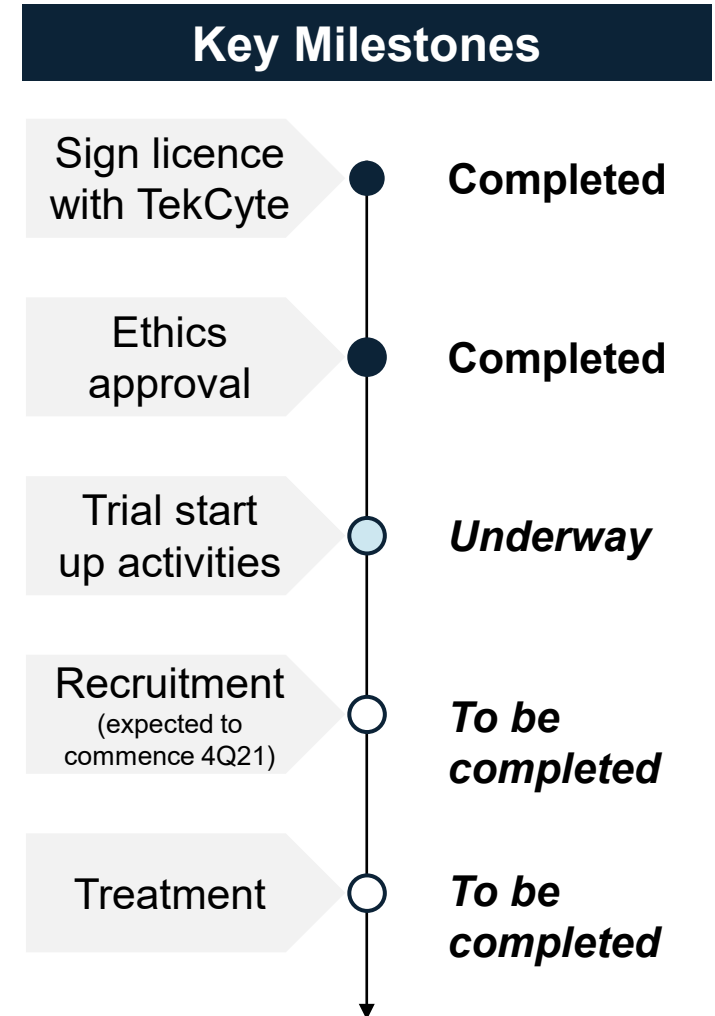 Key Milestones
Sign licence
with TekCyte
Completed
Ethics
approval
Completed
Trial start
up activities
Underway
Recruitment
(expected to
commence 4Q21)
To be
completed
Treatment
To be
completed